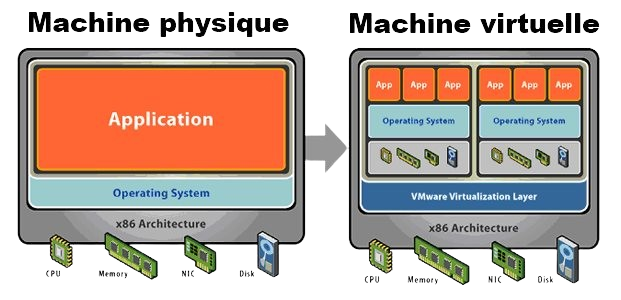 Machine physique
Application
Operating System
x86 Architecture
CPU Memory NIC Disk
Machine virtuelle
App App App App App App
Operating System Operating System
VMware Virtualization Layer
x86 Architecture
CPU Memory NIC Disk